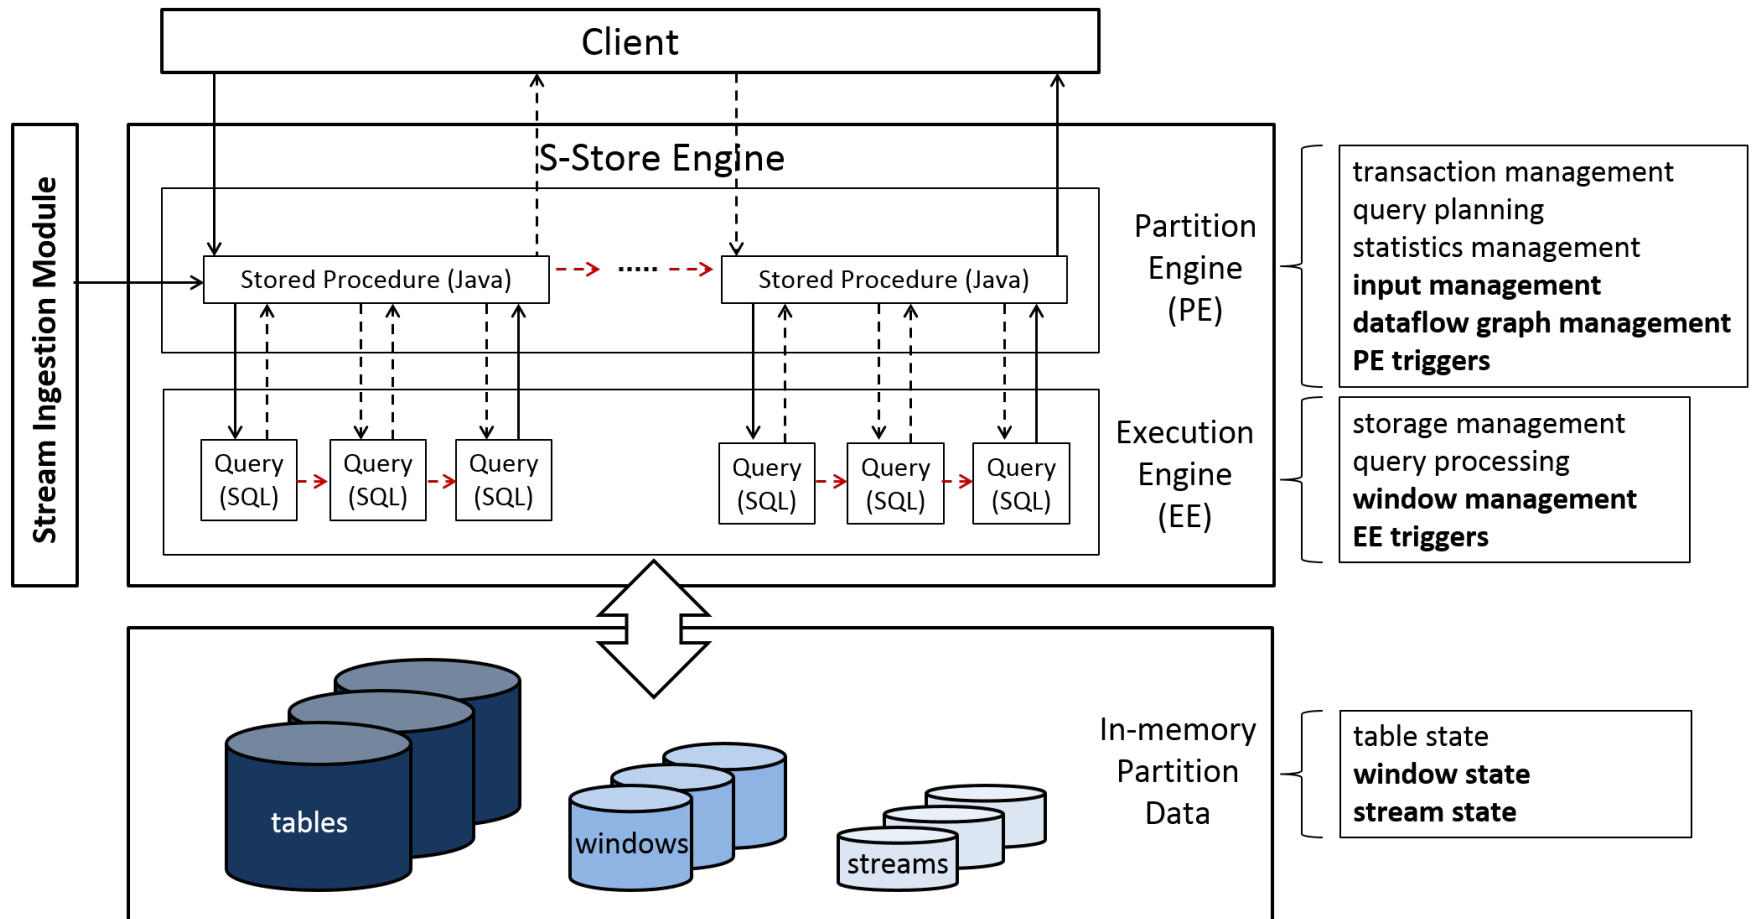 Client
Stream Ingestion Module
S-Store Engine
Partition
Engine
(PE)
Stored Procedure (Java)
.....
Stored Procedure (Java)
transaction management
query planning
statistics management
input management
dataflow graph management
PE triggers
Execution
Engine
(EE)
Query
(SQL)
Query
(SQL)
Query
(SQL)
Query
(SQL)
Query
(SQL)
Query
(SQL)
storage management
query processing
window management
EE triggers
tables
windows
streams
In-memory
Partition
Data
table state
window state
stream state